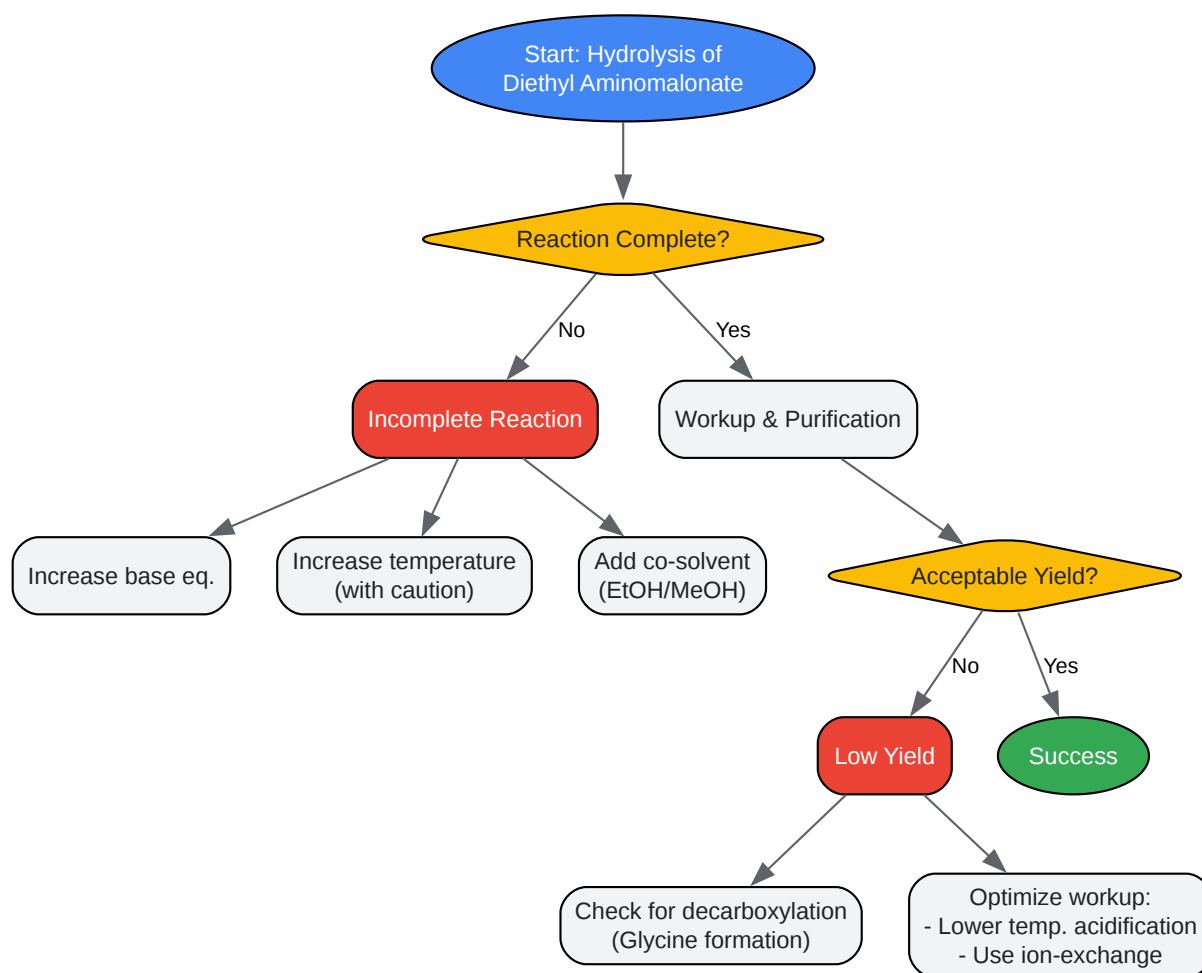 Start: Hydrolysis of
Diethyl Aminomalonate
Reaction Complete?
No
Yes
Incomplete Reaction
Workup & Purification
Increase base eq.
Increase temperature
(with caution)
Add co-solvent
(EtOH/MeOH)
Acceptable Yield?
No
Yes
Low Yield
Success
Check for decarboxylation
(Glycine formation)
Optimize workup:
- Lower temp. acidification
- Use ion-exchange